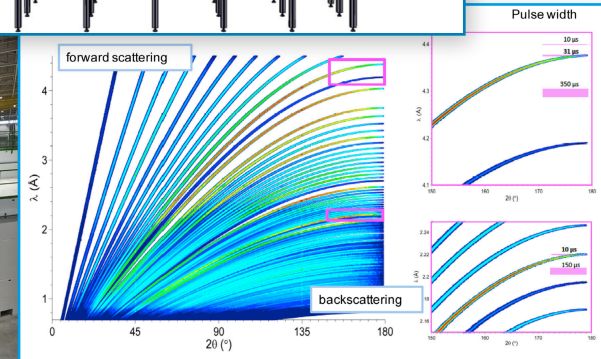 Pulse width
forward scattering
backscattering
λ (Å)
4
3
2
1
0
45
90
135
180
2θ (°)
λ (Å)
4.4
4.3
4.2
4.1
10 µs
31 µs
350 µs
150
160
170
180
2θ (°)
λ (Å)
2.24
2.22
2.2
2.18
2.16
10 µs
150 µs
150
160
170
180
2θ (°)